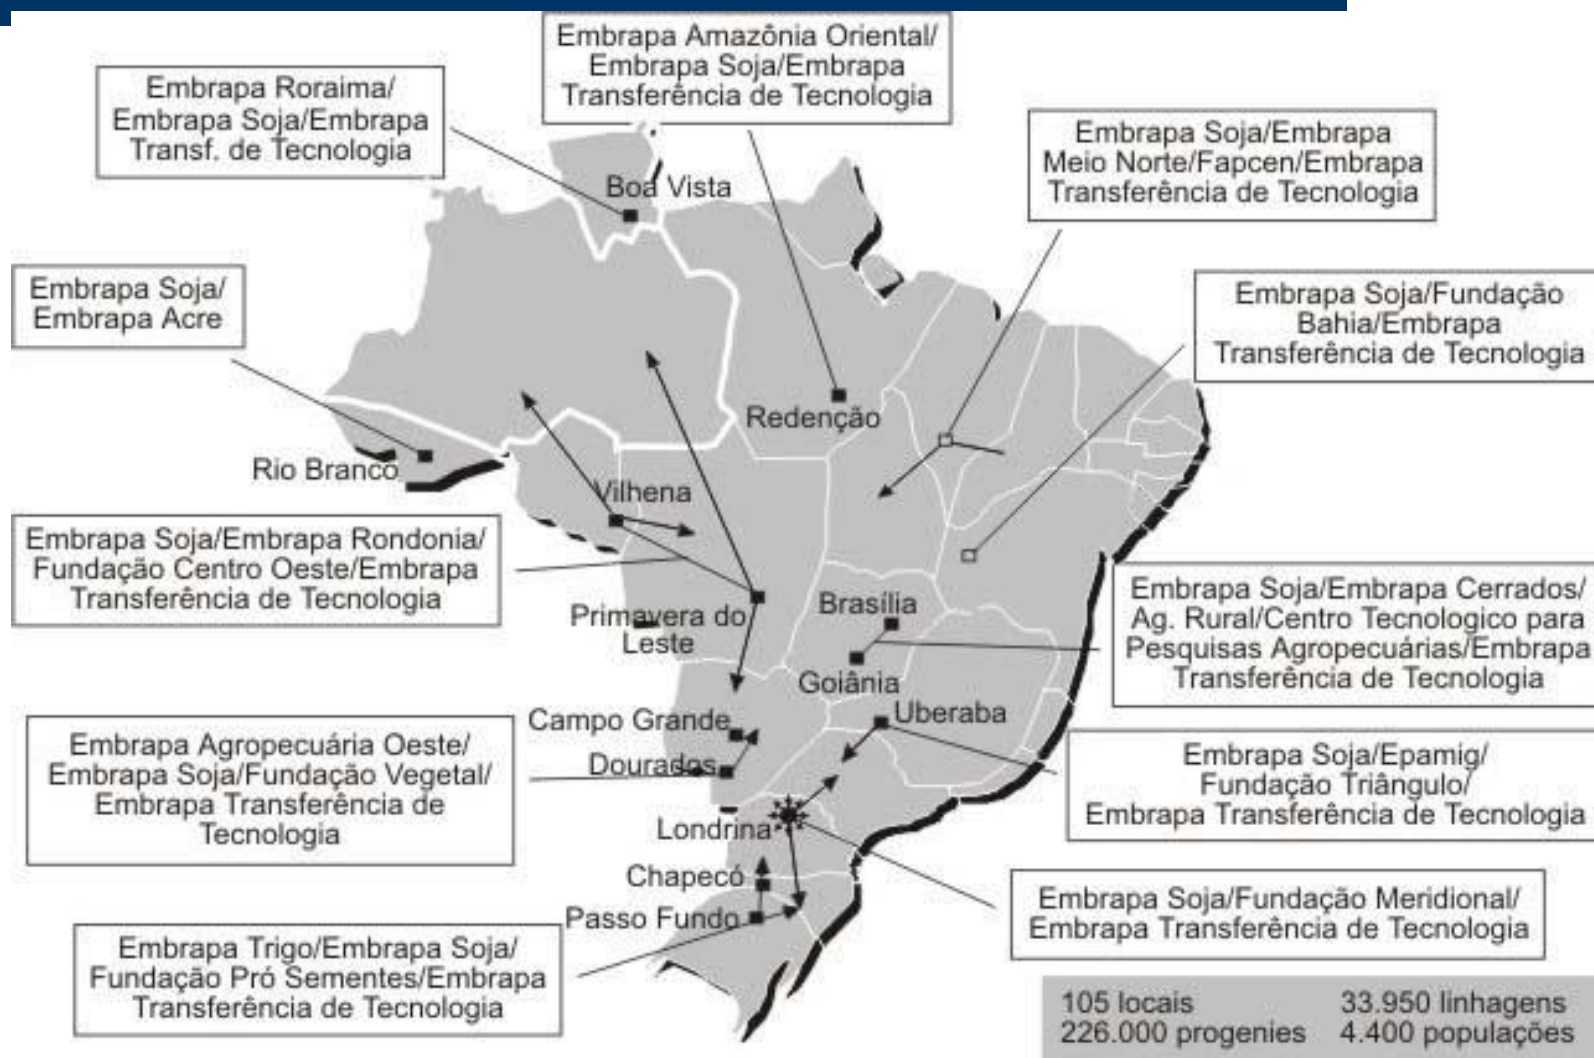 Embrapa Amazônia Oriental/
Embrapa Soja/Embrapa
Transferência de Tecnologia
Embrapa Roraima/
Embrapa Soja/Embrapa
Transf. de Tecnologia
Embrapa Soja/Embrapa
Meio Norte/Fapcen/Embrapa
Transferência de Tecnologia
Boa Vista
Embrapa Soja/
Embrapa Acre
Embrapa Soja/Fundação
Bahia/Embrapa
Transferência de Tecnologia
Redenção
Rio Branco
Vilhena
Embrapa Soja/Embrapa Rondonia/
Fundação Centro Oeste/Embrapa
Transferência de Tecnologia
Primavera do
Leste
Brasília
Goiânia
Embrapa Soja/Embrapa Cerrados/
Ag. Rural/Centro Tecnologico para
Pesquisas Agropecuárias/Embrapa
Transferência de Tecnologia
Campo Grande
Uberaba
Dourados
Embrapa Agropecuária Oeste/
Embrapa Soja/Fundação Vegetal/
Embrapa Transferência de
Tecnologia
Embrapa Soja/Epamig/
Fundação Triângulo/
Embrapa Transferência de Tecnologia
Londrina
Chapecó
Passo Fundo
Embrapa Soja/Fundação Meridional/
Embrapa Transferência de Tecnologia
Embrapa Trigo/Embrapa Soja/
Fundação Pró Sementes/Embrapa
Transferência de Tecnologia
105 locais 33.950 linhagens
226.000 progenies 4.400 populações